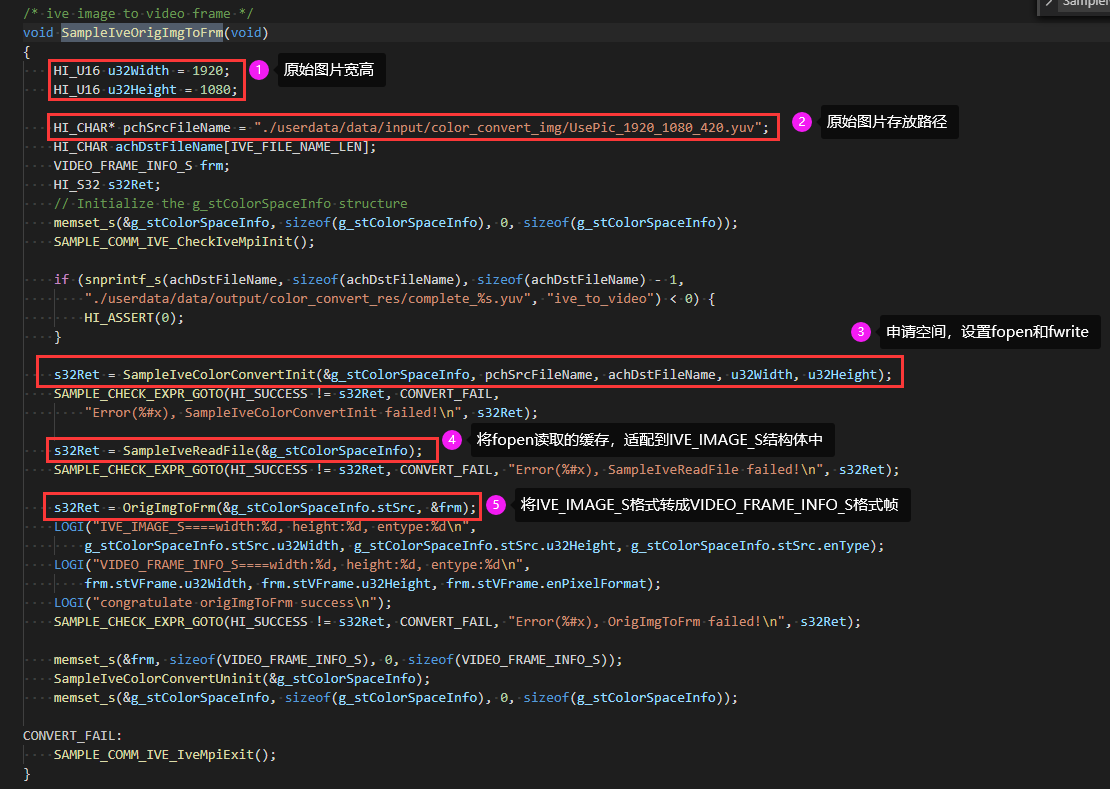 /* ive image to video frame */
void SampleIveOrigImgToFrm(void)
{
HI_U16 u32Width = 1920; 1 原始图片宽高
HI_U16 u32Height = 1080;
HI_CHAR* pchSrcFileName = "./userdata/data/input/color_convert_img/UsePic_1920_1080_420.yuv"; 2 原始图片存放路径
HI_CHAR achDstFileName[IVE_FILE_NAME_LEN];
VIDEO_FRAME_INFO_S frm;
HI_S32 s32Ret;
// Initialize the g_stColorSpaceInfo structure
memset_s(&g_stColorSpaceInfo, sizeof(g_stColorSpaceInfo), 0, sizeof(g_stColorSpaceInfo));
SAMPLE_COMM_IVE_CheckIveMpiInit();
if (snprintf_s(achDstFileName, sizeof(achDstFileName), sizeof(achDstFileName) - 1,
"./userdata/data/output/color_convert_res/complete_%s.yuv", "ive_to_video") < 0) {
HI_ASSERT(0);
}
3 申请空间，设置fopen和fwrite
s32Ret = SampleIveColorConvertInit(&g_stColorSpaceInfo, pchSrcFileName, achDstFileName, u32Width, u32Height);
SAMPLE_CHECK_EXPR_GOTO(HI_SUCCESS != s32Ret, CONVERT_FAIL,
"Error(%#x), SampleIveColorConvertInit failed!\n", s32Ret);
s32Ret = SampleIveReadFile(&g_stColorSpaceInfo); 4 将fopen读取的缓存，适配到IVE_IMAGE_S结构体中
SAMPLE_CHECK_EXPR_GOTO(HI_SUCCESS != s32Ret, CONVERT_FAIL, "Error(%#x), SampleIveReadFile failed!\n", s32Ret);
s32Ret = OrigImgToFrm(&g_stColorSpaceInfo.stSrc, &frm); 5 将IVE_IMAGE_S格式转成VIDEO_FRAME_INFO_S格式帧
LOGI("IVE_IMAGE_S====width:%d, height:%d, entype:%d\n",
g_stColorSpaceInfo.stSrc.u32Width, g_stColorSpaceInfo.stSrc.u32Height, g_stColorSpaceInfo.stSrc.enType);
LOGI("VIDEO_FRAME_INFO_S====width:%d, height:%d, entype:%d\n",
frm.stVFrame.u32Width, frm.stVFrame.u32Height, frm.stVFrame.enPixelFormat);
LOGI("congratulate origImgToFrm success\n");
SAMPLE_CHECK_EXPR_GOTO(HI_SUCCESS != s32Ret, CONVERT_FAIL, "Error(%#x), OrigImgToFrm failed!\n", s32Ret);
memset_s(&frm, sizeof(VIDEO_FRAME_INFO_S), 0, sizeof(VIDEO_FRAME_INFO_S));
SampleIveColorConvertUninit(&g_stColorSpaceInfo);
memset_s(&g_stColorSpaceInfo, sizeof(g_stColorSpaceInfo), 0, sizeof(g_stColorSpaceInfo));
CONVERT_FAIL:
SAMPLE_COMM_IVE_IveMpiExit();
}